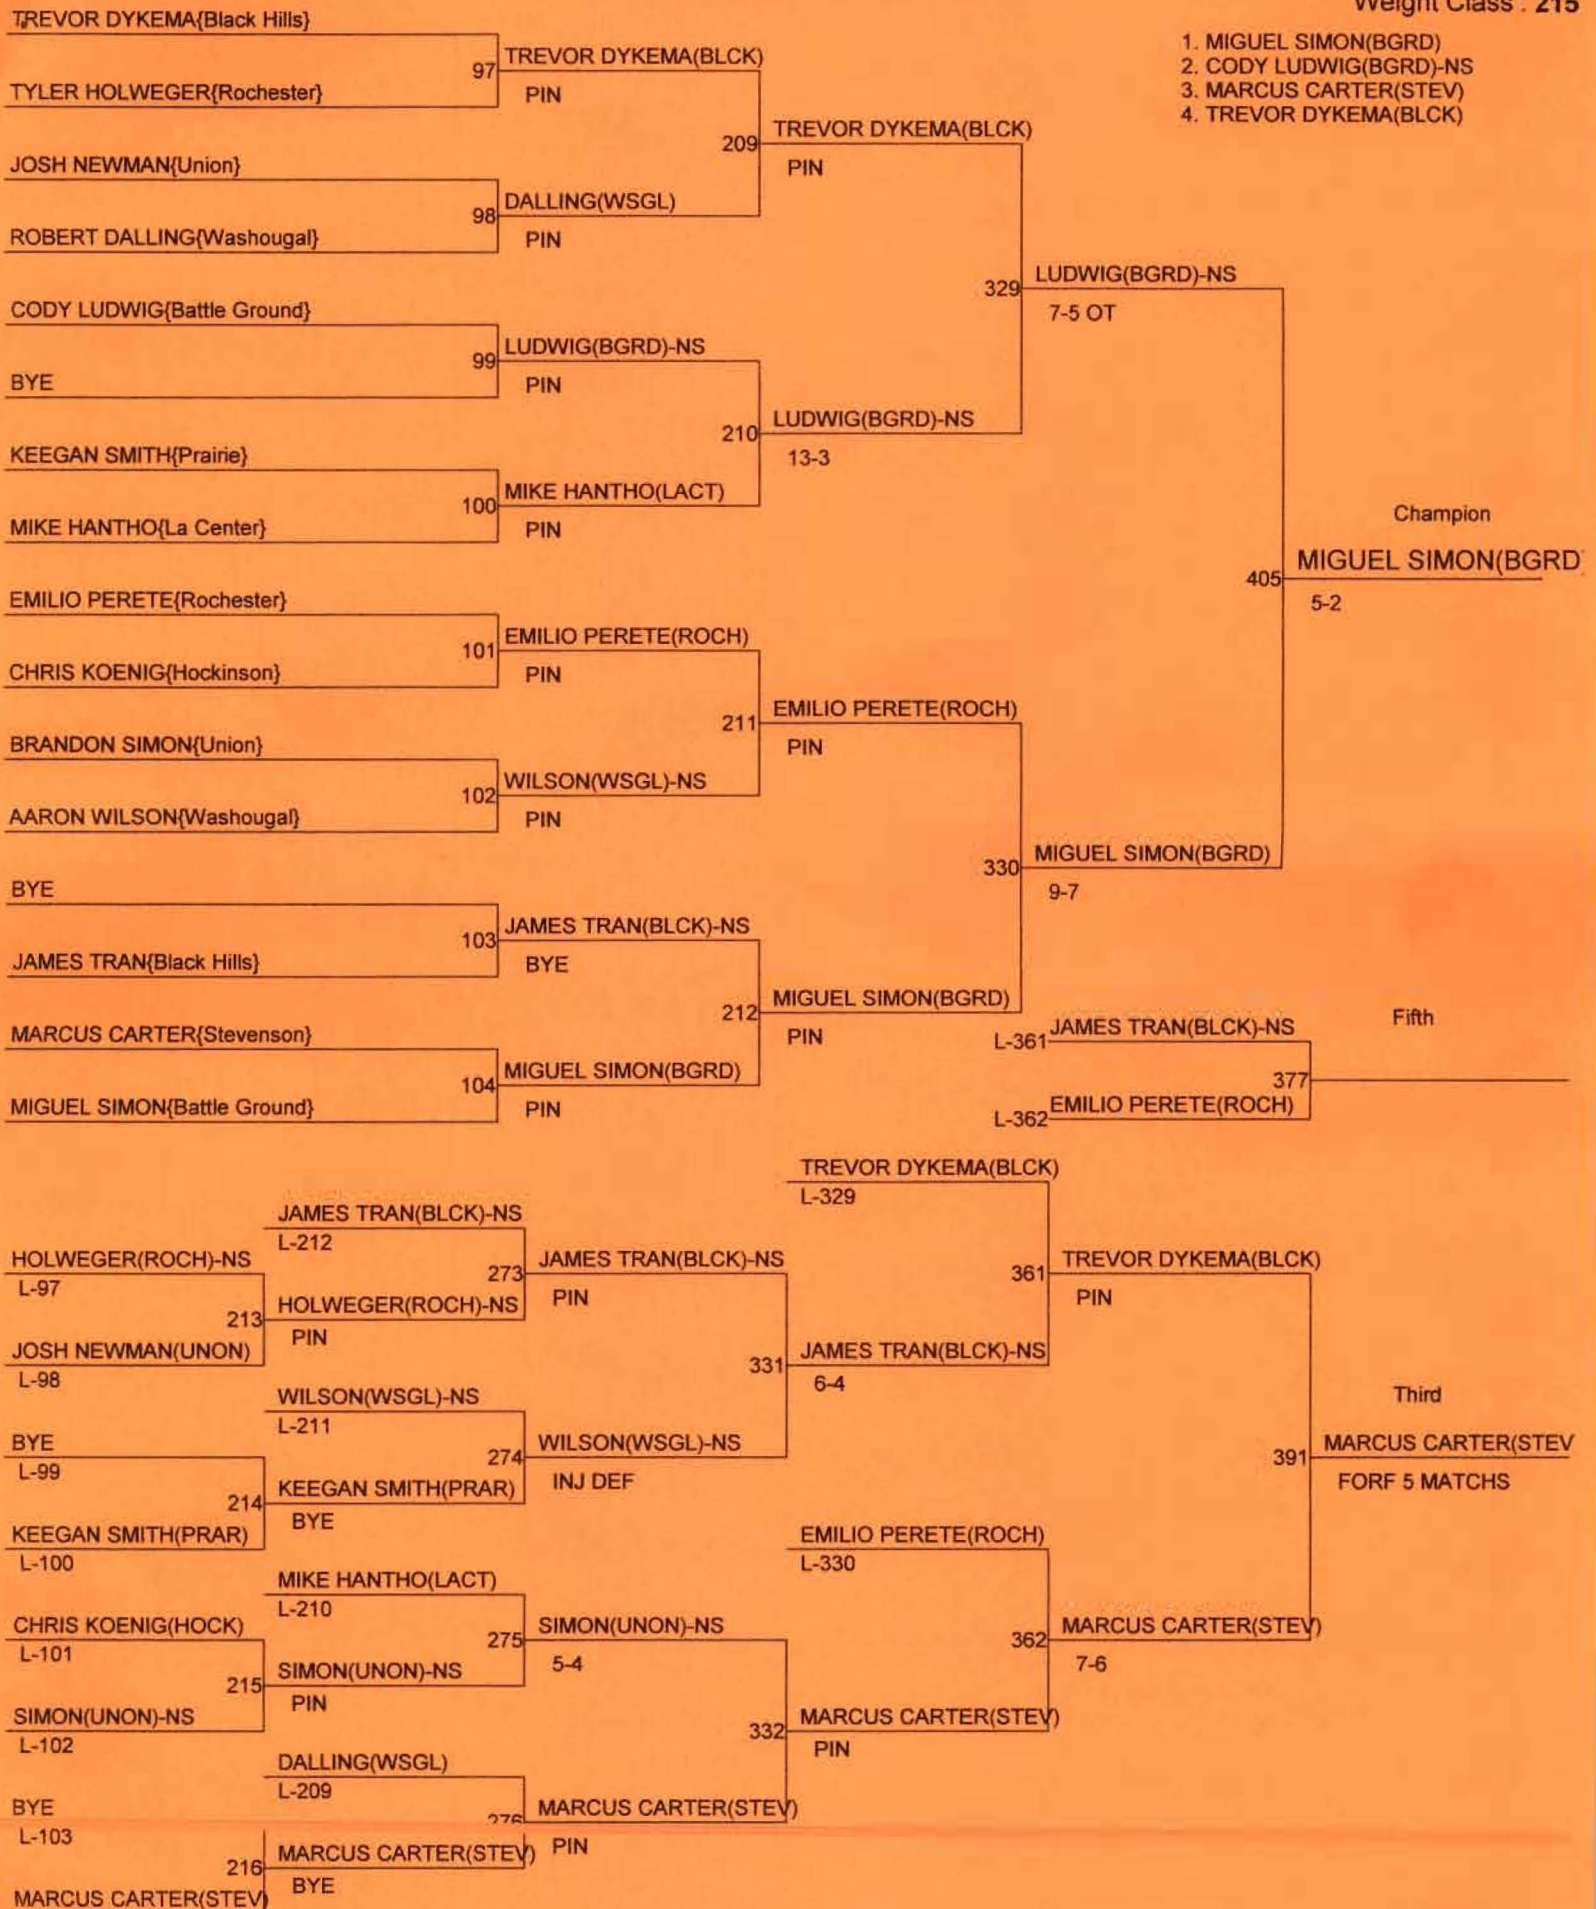 Weight Class : 215
1. MIGUEL SIMON(BGRD)
2. CODY LUDWIG(BGRD)-NS
3. MARCUS CARTER(STEV)
4. TREVOR DYKEMA(BLCK)
TREVOR DYKEMA{Black Hills}
97 TREVOR DYKEMA(BLCK)
PIN
TYLER HOLWEGER{Rochester}
209 TREVOR DYKEMA(BLCK)
PIN
JOSH NEWMAN{Union}
98 DALLING(WSGL)
PIN
ROBERT DALLING{Washougal}
329 LUDWIG(BGRD)-NS
7-5 OT
CODY LUDWIG{Battle Ground}
99 LUDWIG(BGRD)-NS
PIN
BYE
210 LUDWIG(BGRD)-NS
13-3
KEEGAN SMITH{Prairie}
100 MIKE HANTHO(LACT)
PIN
MIKE HANTHO{La Center}
Champion
405 MIGUEL SIMON(BGRD
5-2
EMILIO PERETE{Rochester}
101 EMILIO PERETE(ROCH)
PIN
CHRIS KOENIG{Hockinson}
211 EMILIO PERETE(ROCH)
PIN
BRANDON SIMON{Union}
102 WILSON(WSGL)-NS
PIN
AARON WILSON{Washougal}
330 MIGUEL SIMON(BGRD)
9-7
BYE
103 JAMES TRAN(BLCK)-NS
BYE
JAMES TRAN{Black Hills}
212 MIGUEL SIMON(BGRD)
PIN
MARCUS CARTER{Stevenson}
104 MIGUEL SIMON(BGRD)
PIN
MIGUEL SIMON{Battle Ground}
Fifth
L-361 JAMES TRAN(BLCK)-NS
377
L-362 EMILIO PERETE(ROCH)
TREVOR DYKEMA(BLCK)
L-329
JAMES TRAN(BLCK)-NS
L-212
HOLWEGER(ROCH)-NS
L-97
273 JAMES TRAN(BLCK)-NS
PIN
361 TREVOR DYKEMA(BLCK)
PIN
213 HOLWEGER(ROCH)-NS
PIN
JOSH NEWMAN(UNON)
L-98
331 JAMES TRAN(BLCK)-NS
6-4
WILSON(WSGL)-NS
L-211
Third
BYE
L-99
274 WILSON(WSGL)-NS
INJ DEF
391 MARCUS CARTER(STEV
FORF 5 MATCHS
214 KEEGAN SMITH(PRAR)
BYE
KEEGAN SMITH(PRAR)
L-100
EMILIO PERETE(ROCH)
L-330
MIKE HANTHO(LACT)
L-210
CHRIS KOENIG(HOCK)
L-101
275 SIMON(UNON)-NS
5-4
362 MARCUS CARTER(STEV)
7-6
215 SIMON(UNON)-NS
PIN
SIMON(UNON)-NS
L-102
332 MARCUS CARTER(STEV)
PIN
DALLING(WSGL)
L-209
BYE
L-103
276 MARCUS CARTER(STEV)
PIN
216 MARCUS CARTER(STEV)
BYE
MARCUS CARTER(STEV)